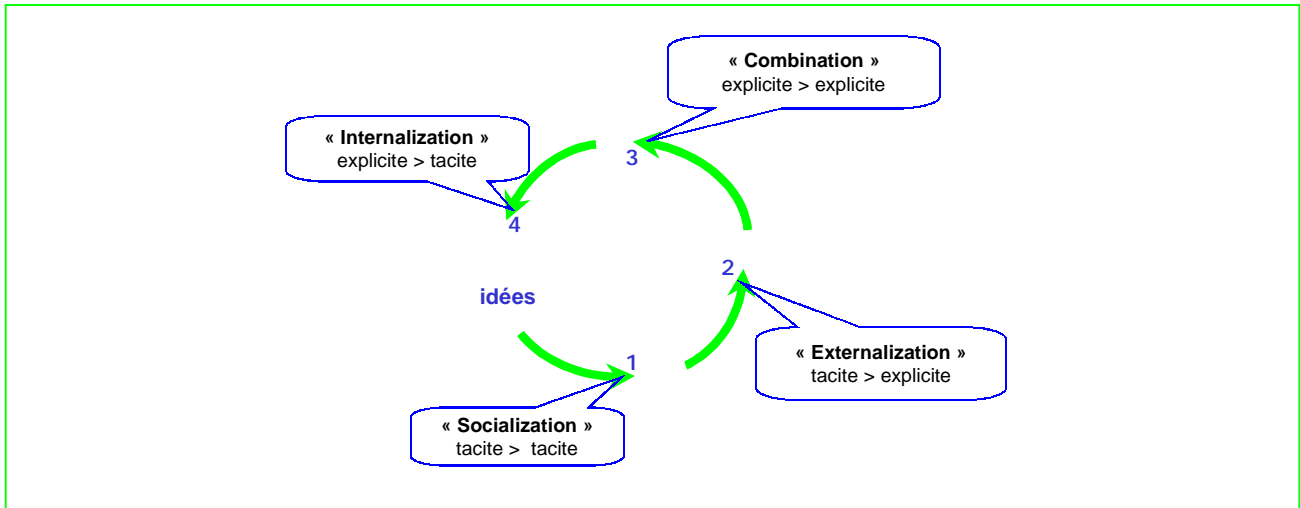 « Combination »
explicite > explicite
« Internalization »
explicite > tacite
3
4
2
idées
« Externalization »
tacite > explicite
1
« Socialization »
tacite > tacite